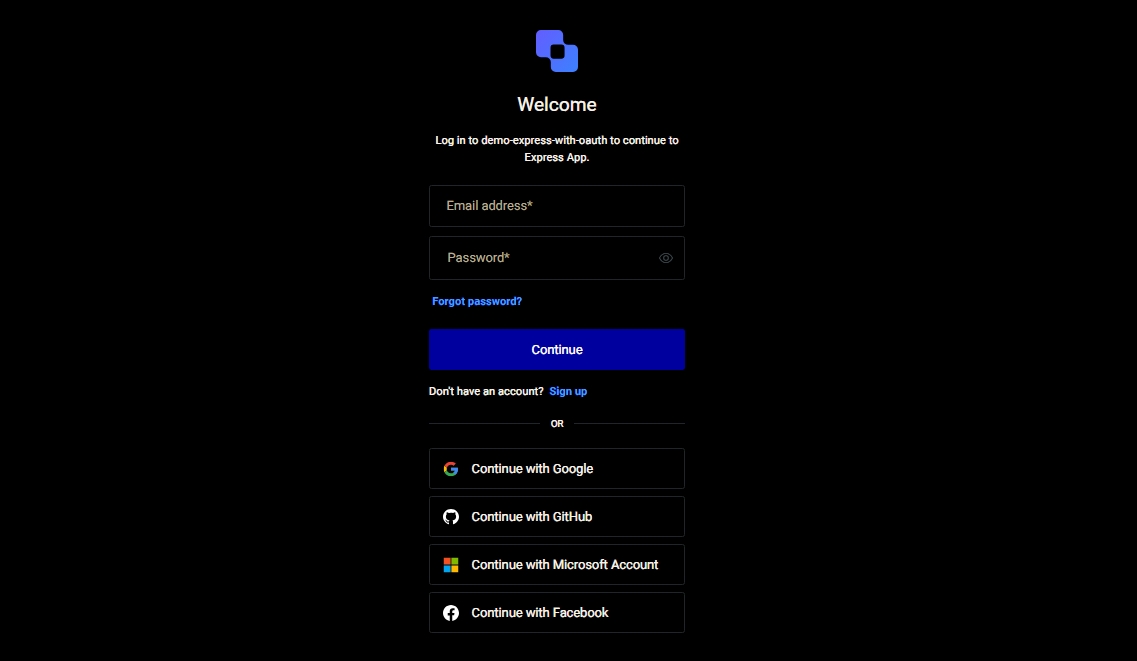 Welcome
Log in to demo-express-with-oauth to continue to
Express App.
Email address*
Password*
Forgot password?
Continue
Don't have an account? Sign up
OR
Continue with Google
Continue with GitHub
Continue with Microsoft Account
Continue with Facebook